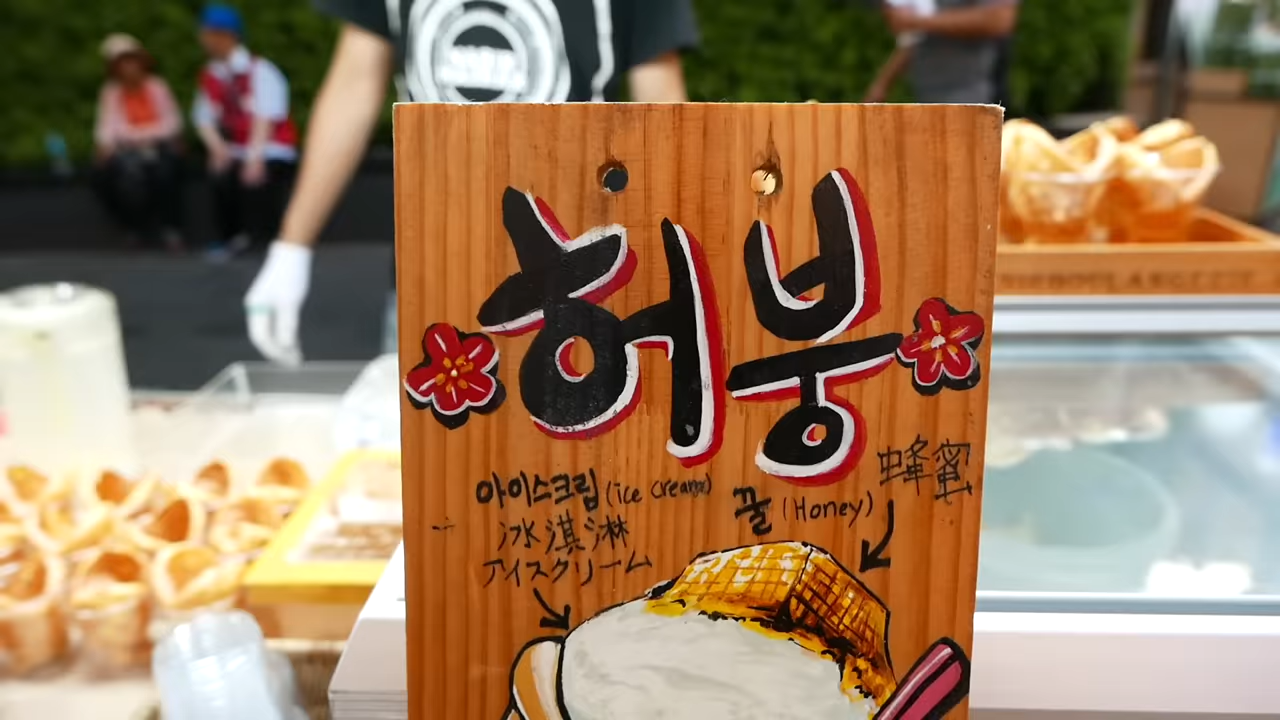 허붕
아이스크림 (ice cream)
冰淇淋
アイスクリーム
꿀 (Honey)
蜂蜜